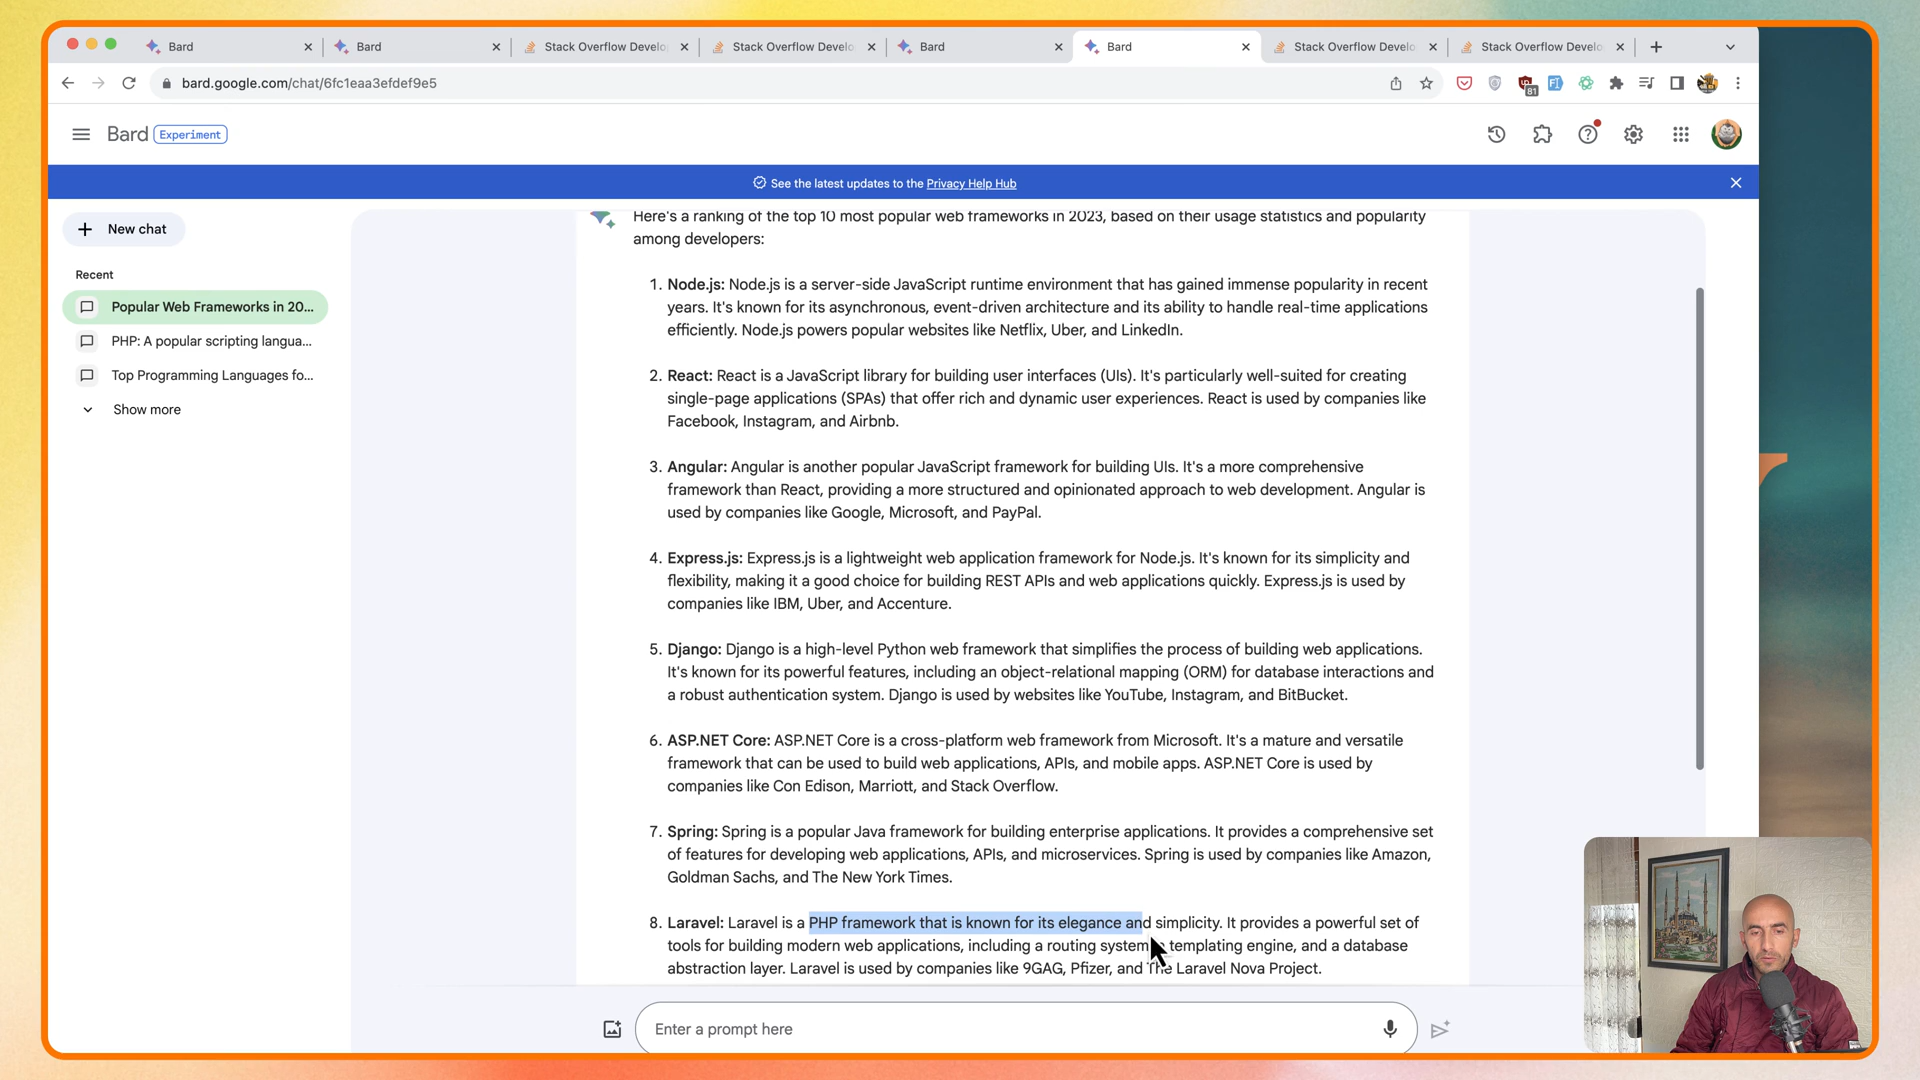 Bard
Bard
Stack Overflow Develo
Stack Overflow Develo
Bard
Bard
Stack Overflow Develo
Stack Overflow Develo
bard.google.com/chat/6fc1eaa3efdef9e5
81
Bard Experiment
See the latest updates to the Privacy Help Hub
New chat
Recent
Popular Web Frameworks in 20...
PHP: A popular scripting langua...
Top Programming Languages fo...
Show more
Here's a ranking of the top 10 most popular web frameworks in 2023, based on their usage statistics and popularity
among developers:
1. Node.js: Node.js is a server-side JavaScript runtime environment that has gained immense popularity in recent
years. It's known for its asynchronous, event-driven architecture and its ability to handle real-time applications
efficiently. Node.js powers popular websites like Netflix, Uber, and LinkedIn.
2. React: React is a JavaScript library for building user interfaces (UIs). It's particularly well-suited for creating
single-page applications (SPAs) that offer rich and dynamic user experiences. React is used by companies like
Facebook, Instagram, and Airbnb.
3. Angular: Angular is another popular JavaScript framework for building UIs. It's a more comprehensive
framework than React, providing a more structured and opinionated approach to web development. Angular is
used by companies like Google, Microsoft, and PayPal.
4. Express.js: Express.js is a lightweight web application framework for Node.js. It's known for its simplicity and
flexibility, making it a good choice for building REST APIs and web applications quickly. Express.js is used by
companies like IBM, Uber, and Accenture.
5. Django: Django is a high-level Python web framework that simplifies the process of building web applications.
It's known for its powerful features, including an object-relational mapping (ORM) for database interactions and
a robust authentication system. Django is used by websites like YouTube, Instagram, and BitBucket.
6. ASP.NET Core: ASP.NET Core is a cross-platform web framework from Microsoft. It's a mature and versatile
framework that can be used to build web applications, APIs, and mobile apps. ASP.NET Core is used by
companies like Con Edison, Marriott, and Stack Overflow.
7. Spring: Spring is a popular Java framework for building enterprise applications. It provides a comprehensive set
of features for developing web applications, APIs, and microservices. Spring is used by companies like Amazon,
Goldman Sachs, and The New York Times.
8. Laravel: Laravel is a PHP framework that is known for its elegance and simplicity. It provides a powerful set of
tools for building modern web applications, including a routing system templating engine, and a database
abstraction layer. Laravel is used by companies like 9GAG, Pfizer, and The Laravel Nova Project.
Enter a prompt here